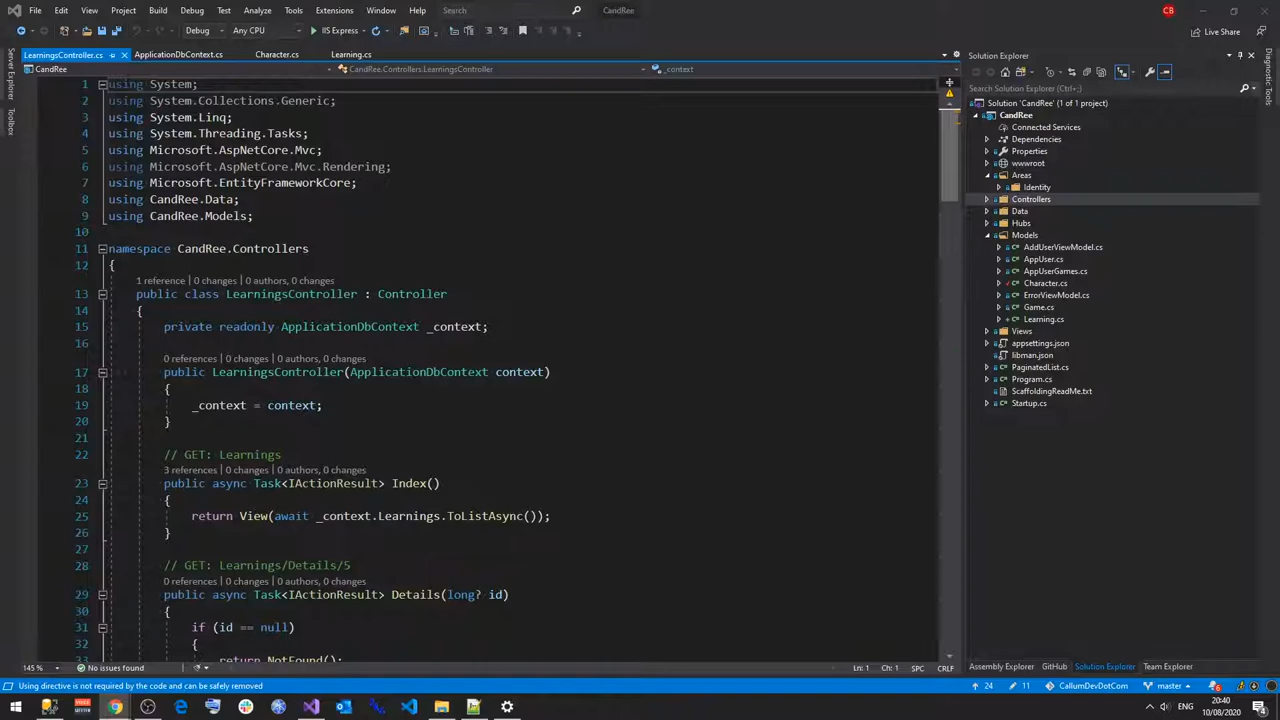 File Edit View Project Build Debug Test Analyze Tools Extensions Window Help Search CandRee CB
Debug Any CPU IIS Express Live Share
LearningsController.cs ApplicationDbContext.cs Character.cs Learning.cs
CandRee CandRee.Controllers.LearningsController _context
Server Explorer
Toolbox
1 using System;
2 using System.Collections.Generic;
3 using System.Linq;
4 using System.Threading.Tasks;
5 using Microsoft.AspNetCore.Mvc;
6 using Microsoft.AspNetCore.Mvc.Rendering;
7 using Microsoft.EntityFrameworkCore;
8 using CandRee.Data;
9 using CandRee.Models;
10
11 namespace CandRee.Controllers
12 {
1 reference | 0 changes | 0 authors, 0 changes
13 public class LearningsController : Controller
14 {
15 private readonly ApplicationDbContext _context;
16
0 references | 0 changes | 0 authors, 0 changes
17 public LearningsController(ApplicationDbContext context)
18 {
19 _context = context;
20 }
21
22 // GET: Learnings
3 references | 0 changes | 0 authors, 0 changes
23 public async Task<IActionResult> Index()
24 {
25 return View(await _context.Learnings.ToListAsync());
26 }
27
28 // GET: Learnings/Details/5
0 references | 0 changes | 0 authors, 0 changes
29 public async Task<IActionResult> Details(long? id)
30 {
31 if (id == null)
32 {
33 return NotFound();
Solution Explorer
Search Solution Explorer (Ctrl+;)
Solution 'CandRee' (1 of 1 project)
CandRee
Connected Services
Dependencies
Properties
wwwroot
Areas
Identity
Controllers
Data
Hubs
Models
AddUserViewModel.cs
AppUser.cs
AppUserGames.cs
Character.cs
ErrorViewModel.cs
Game.cs
Learning.cs
Views
appsettings.json
libman.json
PaginatedList.cs
Program.cs
ScaffoldingReadMe.txt
Startup.cs
Diagnostic Tools
145 % No issues found Ln: 1 Ch: 1 SPC CRLF
Assembly Explorer GitHub Solution Explorer Team Explorer
Using directive is not required by the code and can be safely removed 24 11 CallumDevDotCom master
20:40
10/08/2020